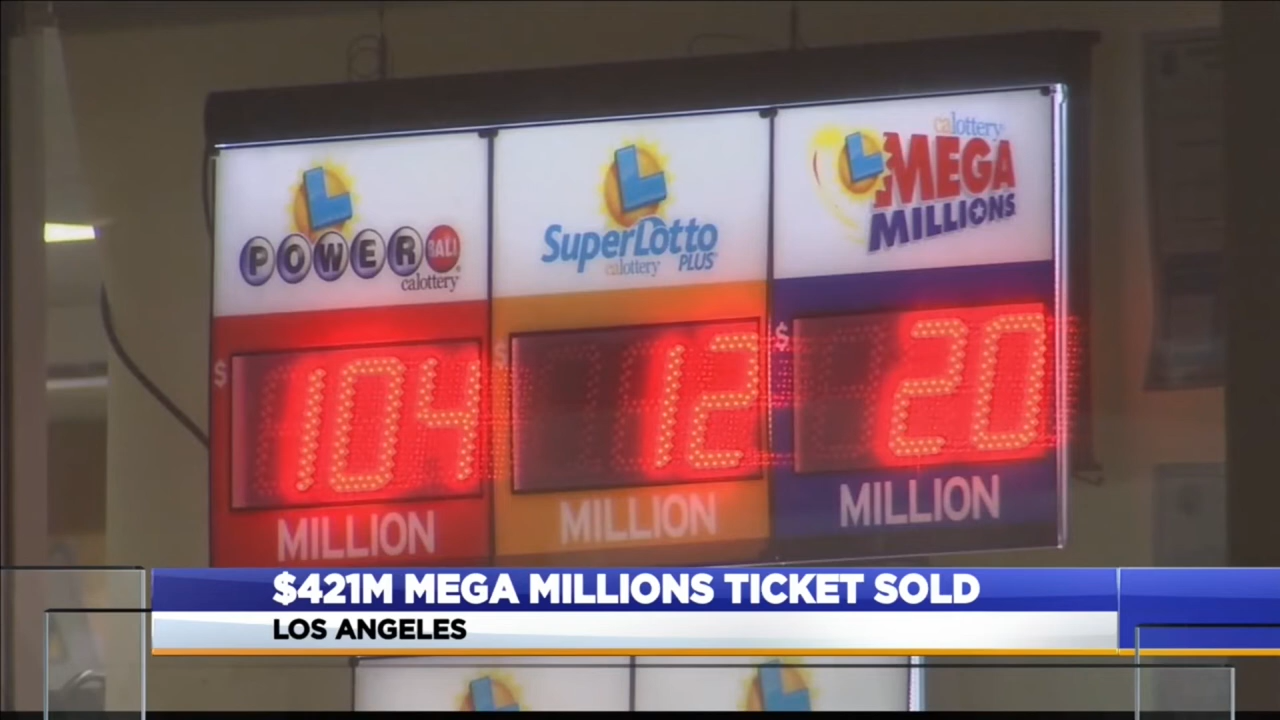 POWERBALL
calottery
$104
MILLION
SuperLotto
calottery PLUS
$12
MILLION
calottery
MEGA
MILLIONS
$20
MILLION
$421M MEGA MILLIONS TICKET SOLD
LOS ANGELES